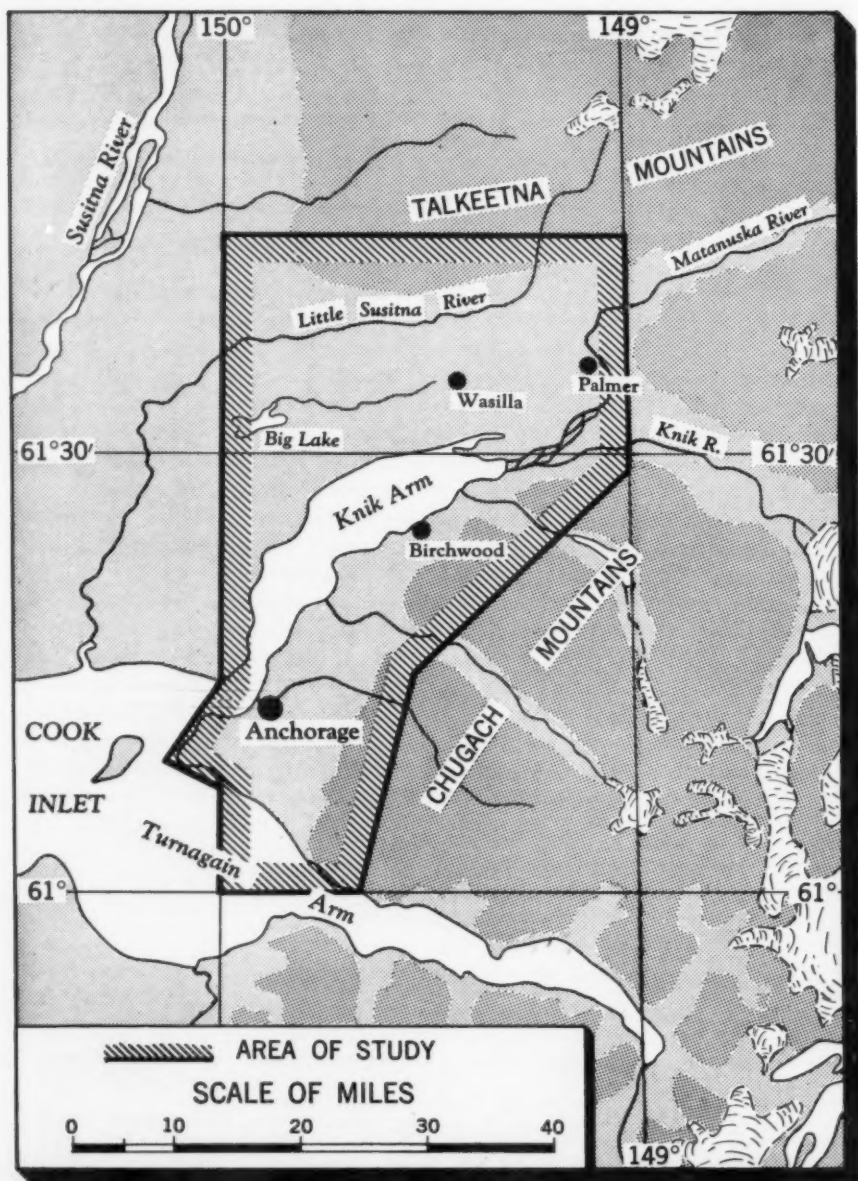 150°
149°
Susitna River
TALKEETNA
MOUNTAINS
Matanuska River
Little Susitna River
Wasilla
Palmer
Big Lake
61°30′
61°30′
Knik R.
Knik Arm
Birchwood
MOUNTAINS
CHUGACH
Anchorage
COOK
INLET
Turnagain
Arm
61°
61°
AREA OF STUDY
SCALE OF MILES
0 10 20 30 40
149°